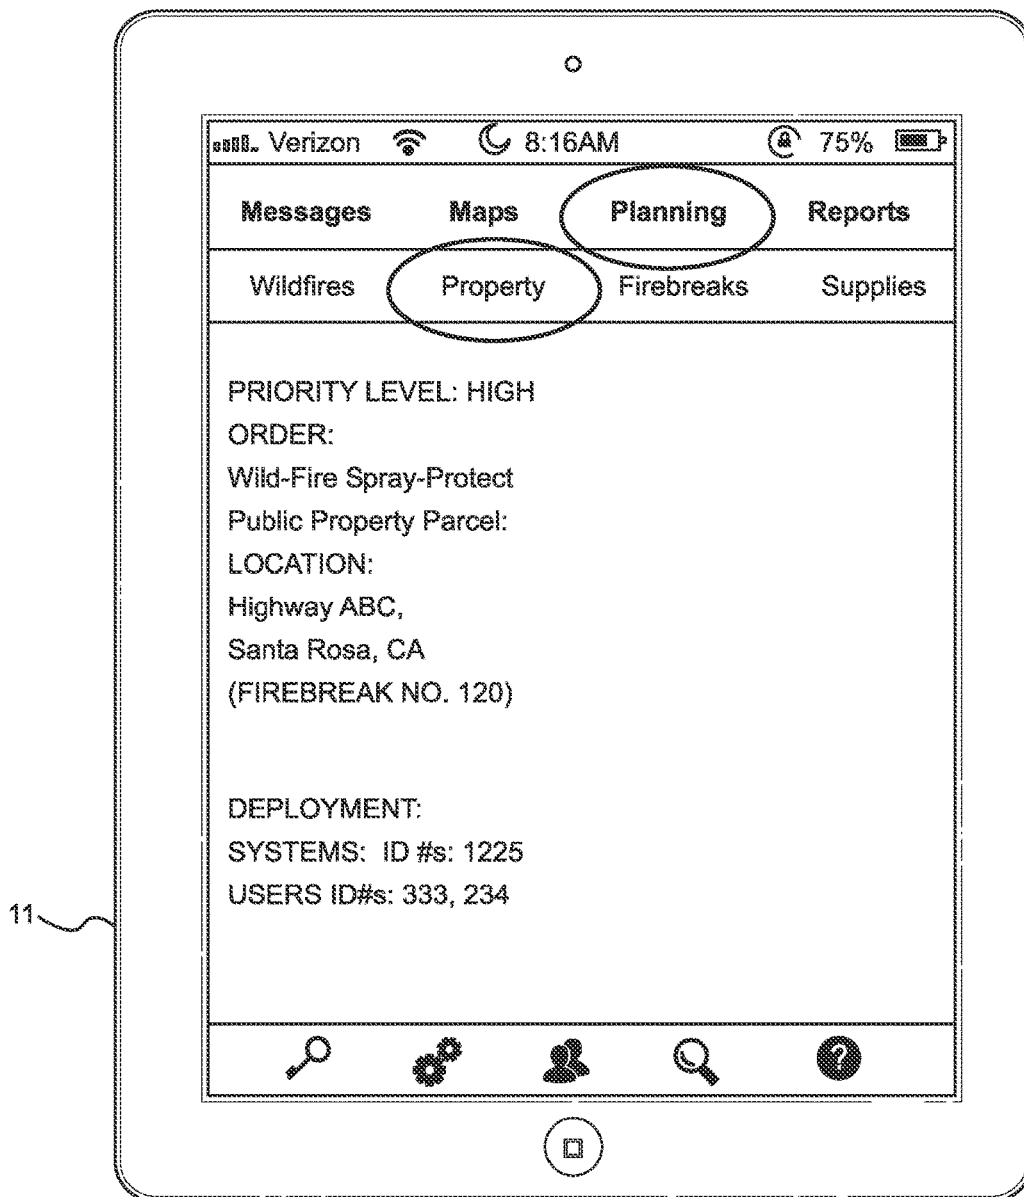 Verizon 8:16AM 75%
Messages Maps Planning Reports
Wildfires Property Firebreaks Supplies
PRIORITY LEVEL: HIGH
ORDER:
Wild-Fire Spray-Protect
Public Property Parcel:
LOCATION:
Highway ABC,
Santa Rosa, CA
(FIREBREAK NO. 120)
DEPLOYMENT:
SYSTEMS: ID #s: 1225
USERS ID#s: 333, 234
11
?